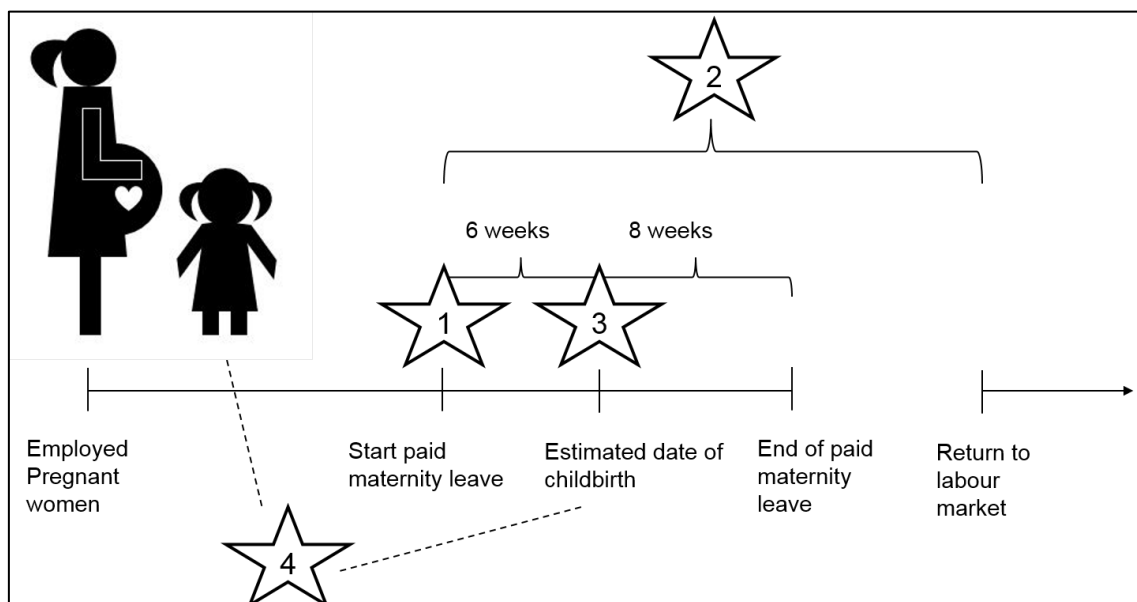 2
6 weeks
8 weeks
1
3
Employed
Pregnant
women
Start paid
maternity leave
Estimated date of
childbirth
End of paid
maternity
leave
Return to
labour
market
4